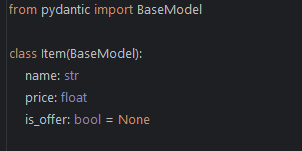 from pydantic import BaseModel
class Item(BaseModel):
    name: str
    price: float
    is_offer: bool = None